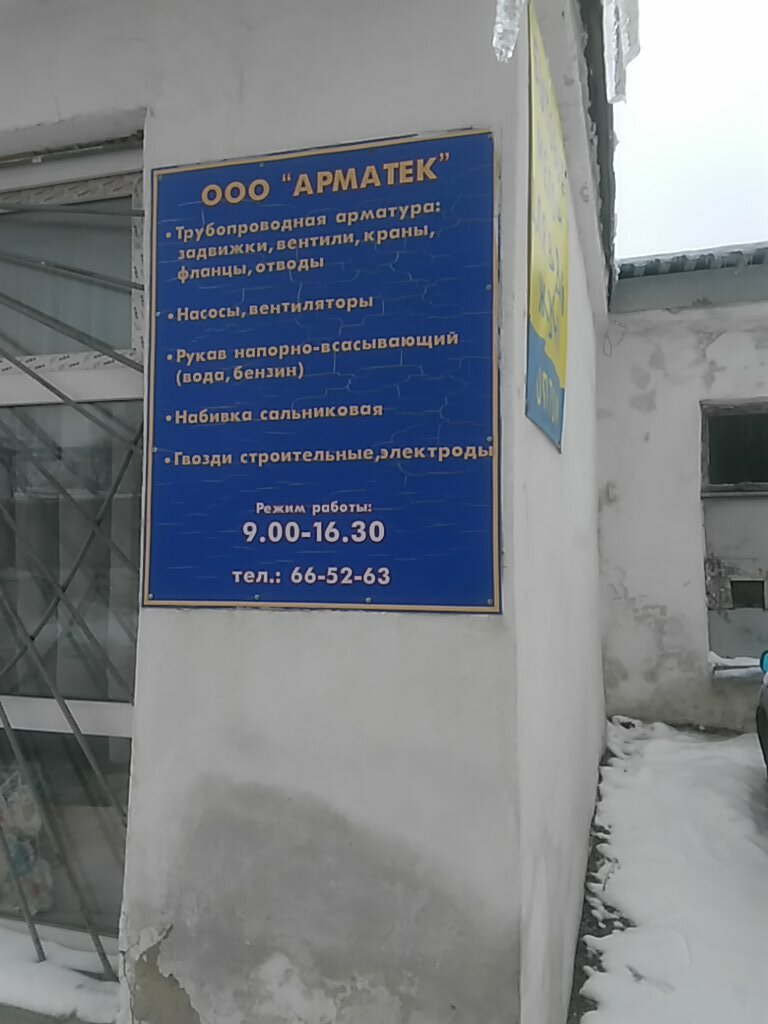 ООО "АРМАТЕК"
• Трубопроводная арматура:
задвижки, вентили, краны,
фланцы, отводы
• Насосы, вентиляторы
• Рукав напорно-всасывающий
(вода, бензин)
• Набивка сальниковая
• Гвозди строительные, электроды
Режим работы:
9.00-16.30
тел.: 66-52-63